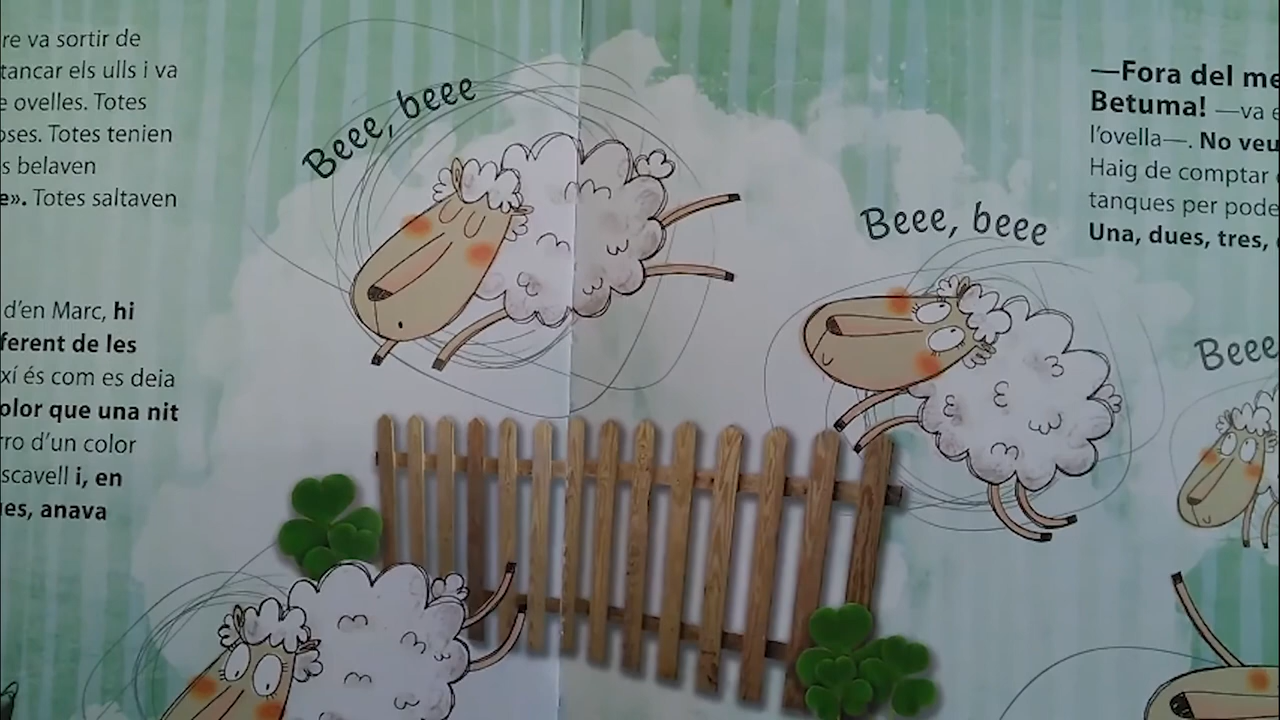 re va sortir de
tancar els ulls i va
e ovelles. Totes
oses. Totes tenien
s belaven
e». Totes saltaven
d'en Marc, hi
ferent de les
xí és com es deia
olor que una nit
rro d'un color
scavell i, en
ues, anava
Beee, beee
Beee, beee
—Fora del me
Betuma! —va e
l'ovella—. No veu
Haig de comptar
tanques per pode
Una, dues, tres,
Beee